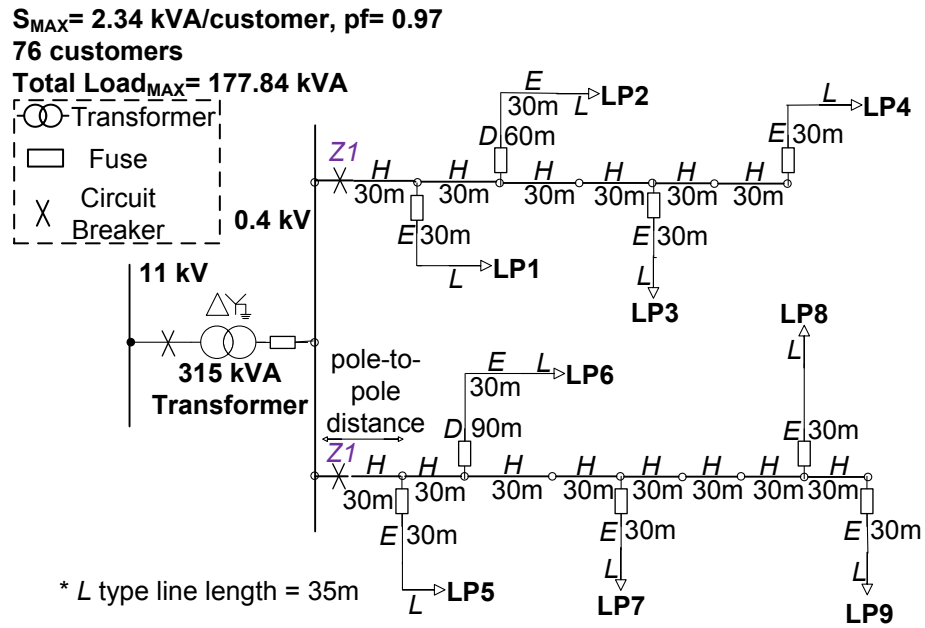 S_MAX= 2.34 kVA/customer, pf= 0.97
76 customers
Total Load_MAX= 177.84 kVA
Transformer
Fuse
Circuit
Breaker
E
30m
L
LP2
D 60m
L
LP4
E 30m
Z1
H
30m
H
30m
H
30m
H
30m
H
30m
H
30m
0.4 kV
E 30m
L
LP1
E 30m
L
LP3
11 kV
315 kVA
Transformer
LP8
L
E 30m
pole-to-
pole
distance
E
30m
L
LP6
D 90m
Z1
H
30m
H
30m
H
30m
H
30m
H
30m
H
30m
H
30m
H
30m
E 30m
L
LP5
E 30m
L
LP7
E 30m
L
LP9
* L type line length = 35m